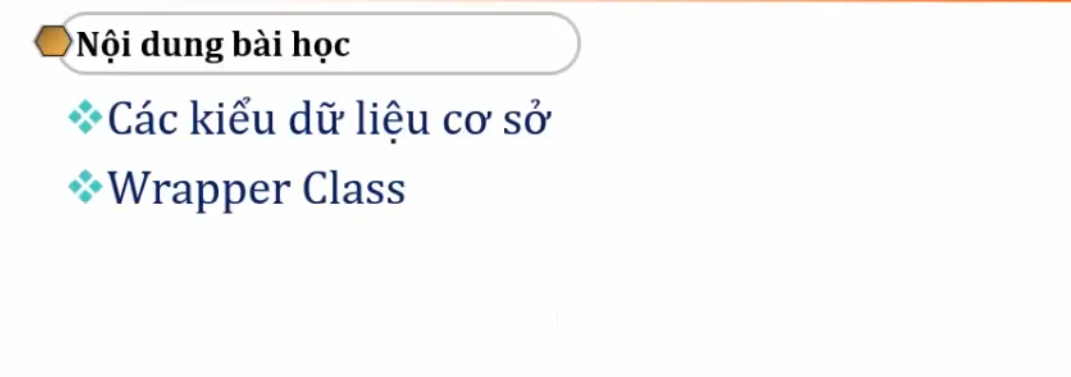 Nội dung bài học
Các kiểu dữ liệu cơ sở
Wrapper Class